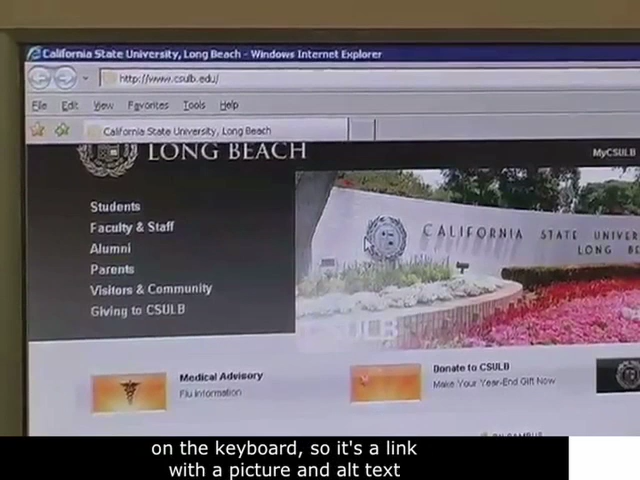 California State University, Long Beach - Windows Internet Explorer
http://www.csulb.edu/
File Edit View Favorites Tools Help
California State University, Long Beach
LONG BEACH
MyCSULB
Students
Faculty & Staff
Alumni
Parents
Visitors & Community
Giving to CSULB
CALIFORNIA STATE UNIVER
LONG BE
CSULB
Medical Advisory
Flu Information
Donate to CSULB
Make Your Year-End Gift Now
on the keyboard, so it's a link
with a picture and alt text